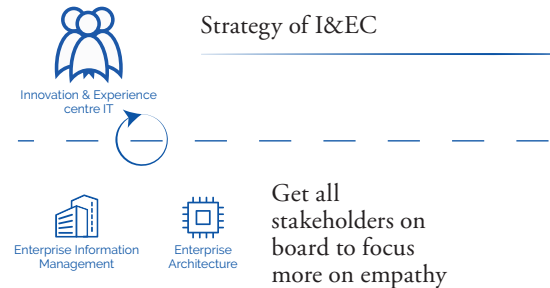 Strategy of I&EC
Innovation & Experience
centre IT
Enterprise Information
Management
Enterprise
Architecture
Get all
stakeholders on
board to focus
more on empathy